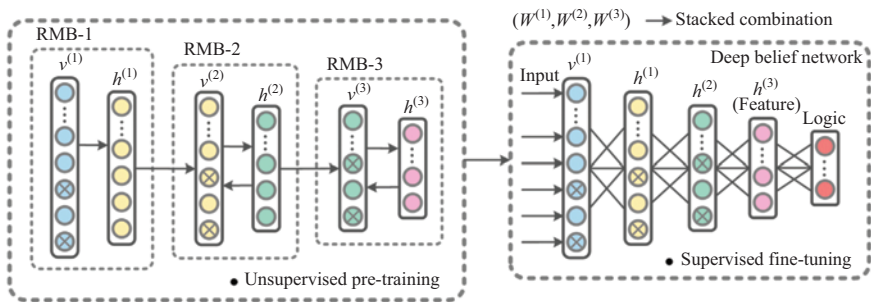 RMB-1
v(1)
h(1)
RMB-2
v(2)
h(2)
RMB-3
v(3)
h(3)
Unsupervised pre-training
(W(1),W(2),W(3))
Stacked combination
Deep belief network
Input
v(1)
h(1)
h(2)
h(3)
(Feature)
Logic
Supervised fine-tuning